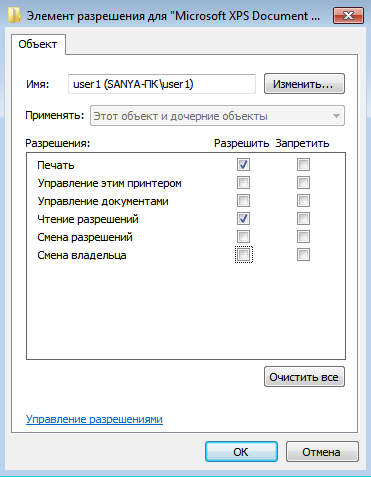 Элемент разрешения для "Microsoft XPS Document ...
Объект
Имя: user1 (SANYA-ПК\user1) Изменить...
Применять: Этот объект и дочерние объекты
Разрешения: Разрешить Запретить
Печать
Управление этим принтером
Управление документами
Чтение разрешений
Смена разрешений
Смена владельца
Очистить все
Управление разрешениями
ОК Отмена